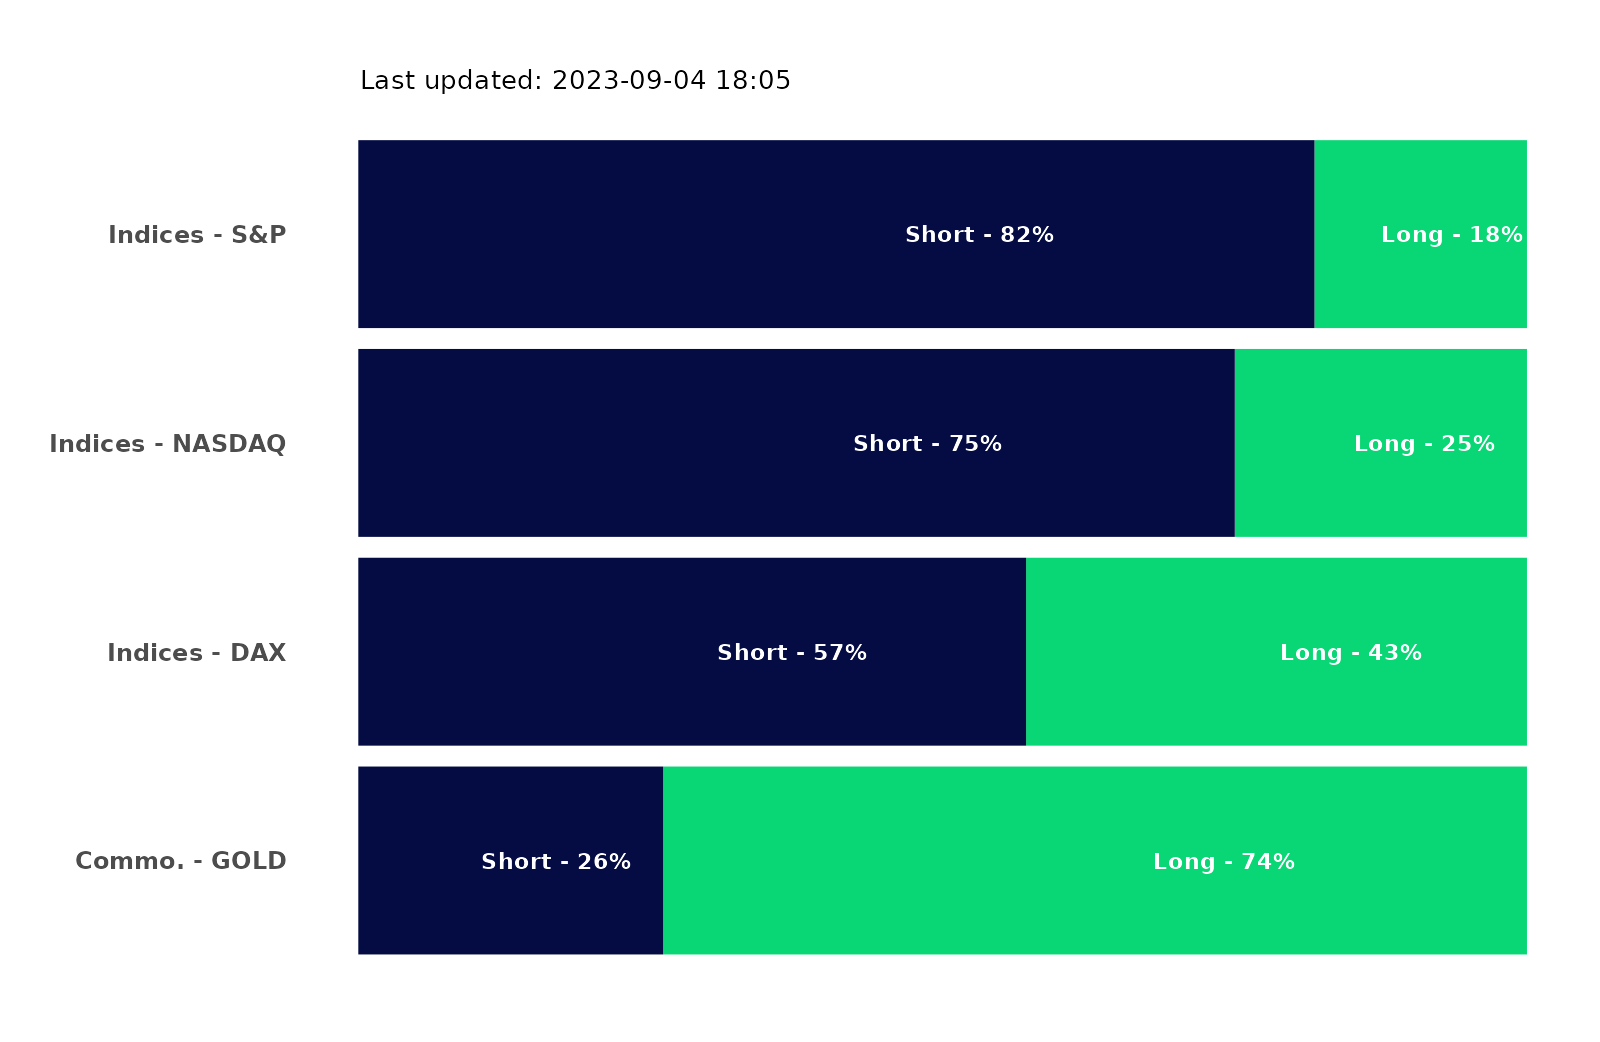 Last updated: 2023-09-04 18:05
Indices - S&P Short - 82% Long - 18%
Indices - NASDAQ Short - 75% Long - 25%
Indices - DAX Short - 57% Long - 43%
Commo. - GOLD Short - 26% Long - 74%